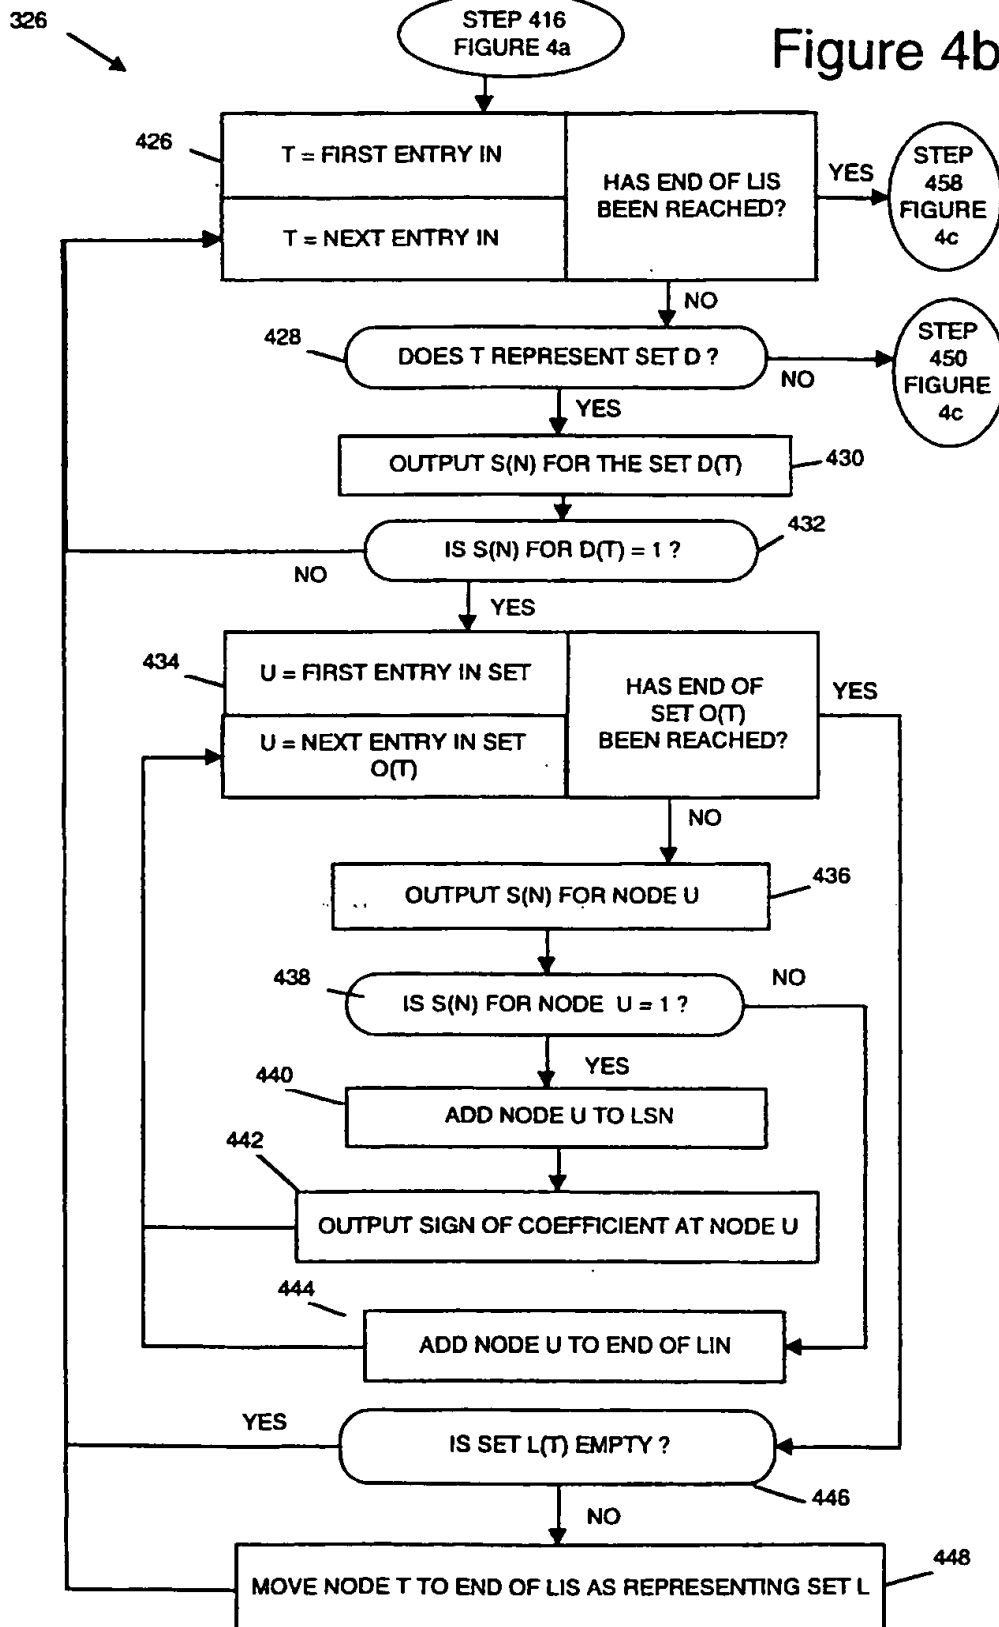 326
STEP 416
FIGURE 4a
Figure 4b
426
T = FIRST ENTRY IN
T = NEXT ENTRY IN
HAS END OF LIS
BEEN REACHED?
YES
STEP
458
FIGURE
4c
NO
428
DOES T REPRESENT SET D ?
NO
STEP
450
FIGURE
4c
YES
OUTPUT S(N) FOR THE SET D(T)
430
432
IS S(N) FOR D(T) = 1 ?
NO
YES
434
U = FIRST ENTRY IN SET
U = NEXT ENTRY IN SET
O(T)
HAS END OF
SET O(T)
BEEN REACHED?
YES
NO
OUTPUT S(N) FOR NODE U
436
438
IS S(N) FOR NODE U = 1 ?
NO
YES
440
ADD NODE U TO LSN
442
OUTPUT SIGN OF COEFFICIENT AT NODE U
444
ADD NODE U TO END OF LIN
YES
IS SET L(T) EMPTY ?
446
NO
MOVE NODE T TO END OF LIS AS REPRESENTING SET L
448